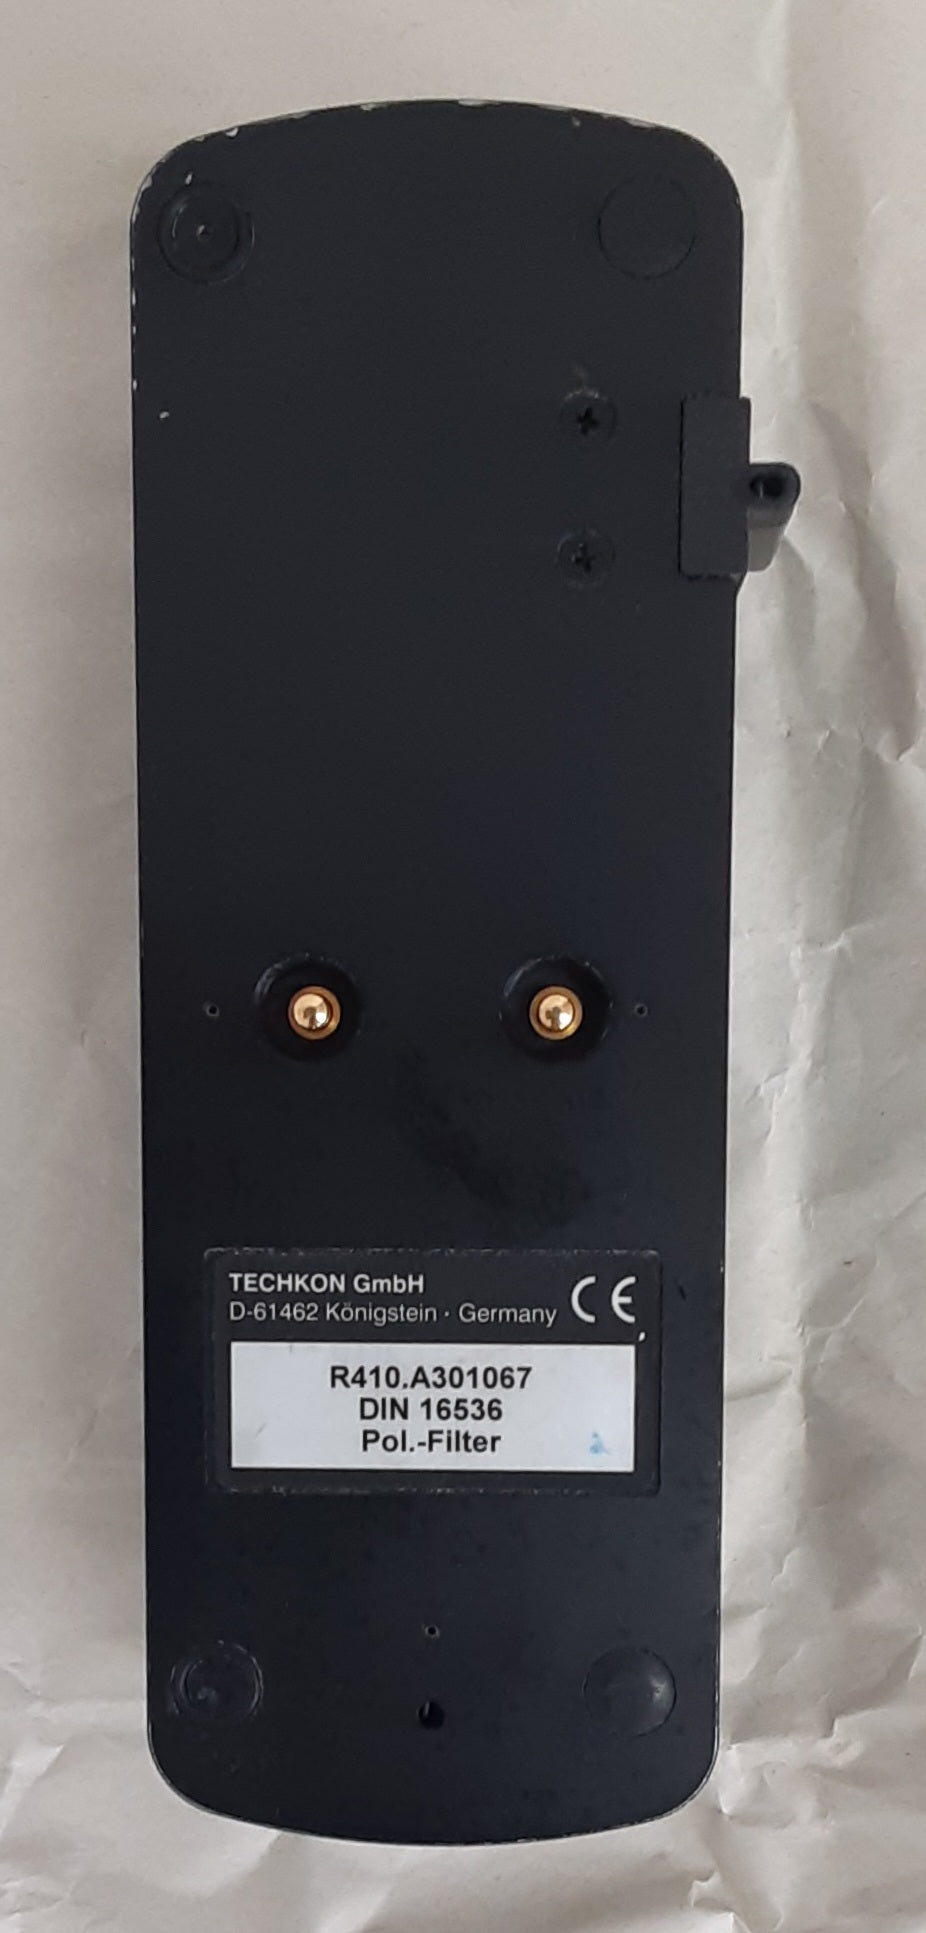 TECHKON GmbH
D-61462 Königstein · Germany
CE
R410.A301067
DIN 16536
Pol.-Filter